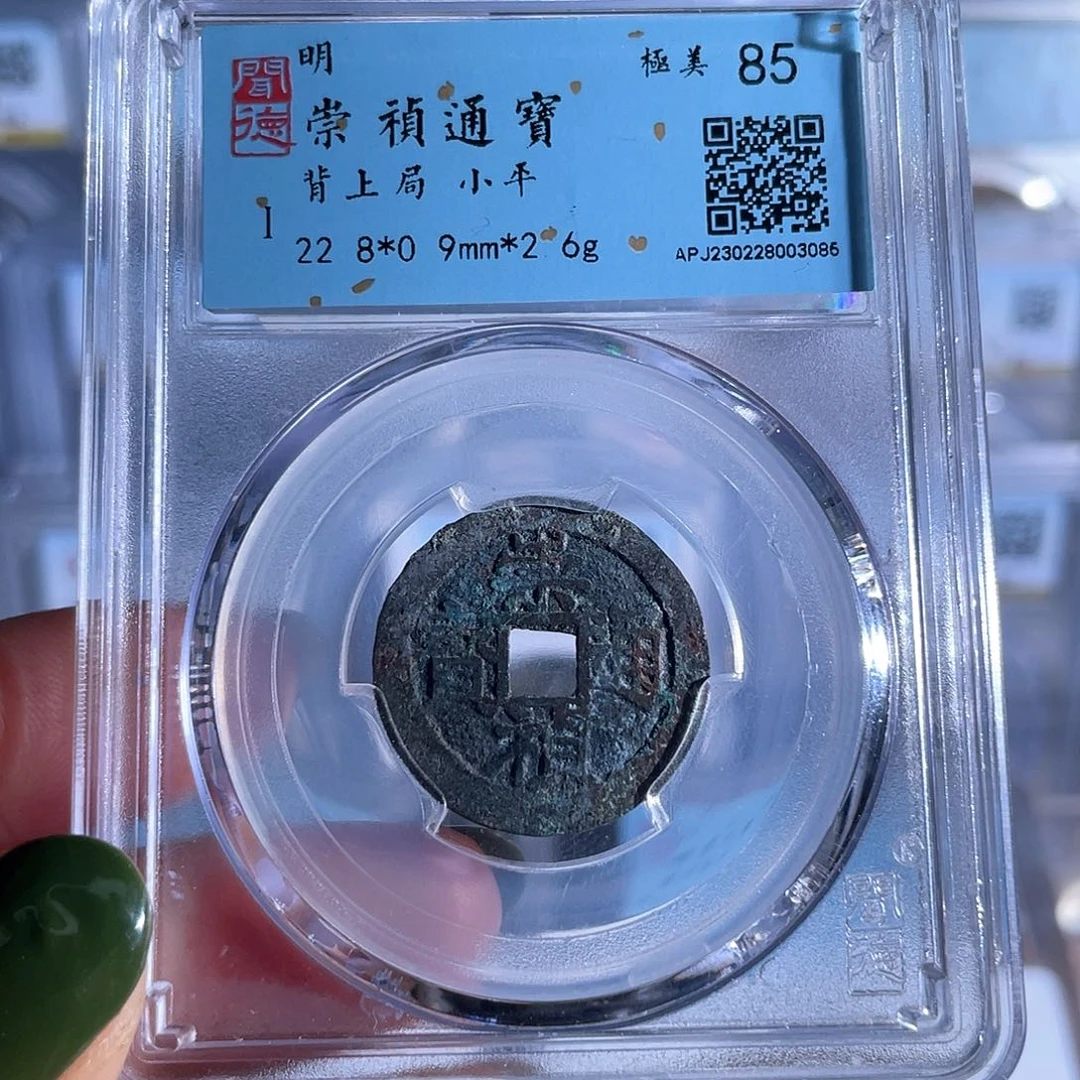 聞德
明
極美 85
崇禎通寶
背上局 小平
1
22 8*0 9mm*2 6g
APJ230228003086
崇禎通寶
聞德